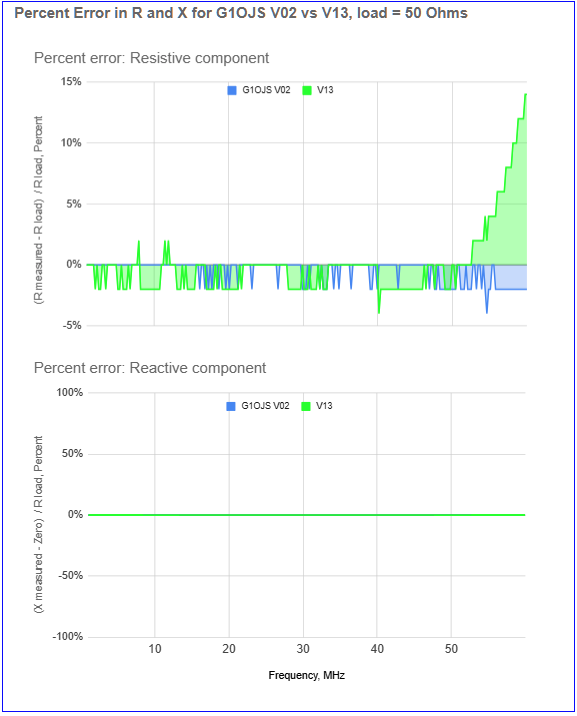 Percent Error in R and X for G1OJS V02 vs V13, load = 50 Ohms
Percent error: Resistive component
G1OJS V02 V13
15%
10%
5%
0%
-5%
(R measured - R load) / R load, Percent
Percent error: Reactive component
G1OJS V02 V13
100%
50%
0%
-50%
-100%
(X measured - Zero) / R load, Percent
10 20 30 40 50
Frequency, MHz